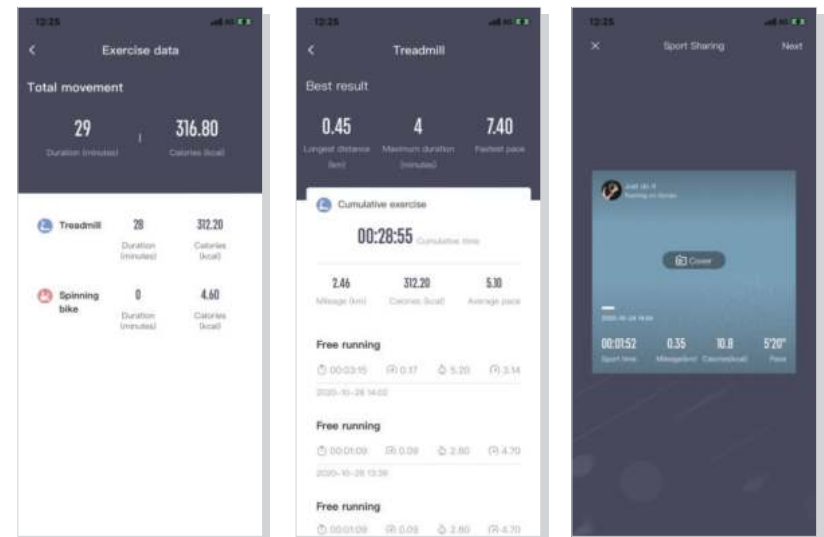 12:25
Exercise data
Total movement
29
316.80
Duration (minutes)
Calories (kcal)
Treadmill 28 312.20
Duration (minutes)
Calories (kcal)
Spinning bike 0 4.60
Duration (minutes)
Calories (kcal)
12:25
Treadmill
Best result
0.45 4 7.40
Longest distance (km)
Maximum duration (minutes)
Fastest pace
Cumulative exercise
00:28:55 Cumulative time
2.46 312.20 5.10
Mileage (km) Calories (kcal) Average pace
Free running
00:03:15 0.17 5.20 3.14
2020-10-28 14:02
Free running
00:01:09 0.09 2.60 4.70
2020-10-28 13:39
Free running
00:01:09 0.09 2.60 4.70
12:25
Sport Sharing Next
Just do it
Cover
00:01:52 0.35 10.8 5'20"
Sport time Mileage(km) Calories(kcal) Pace